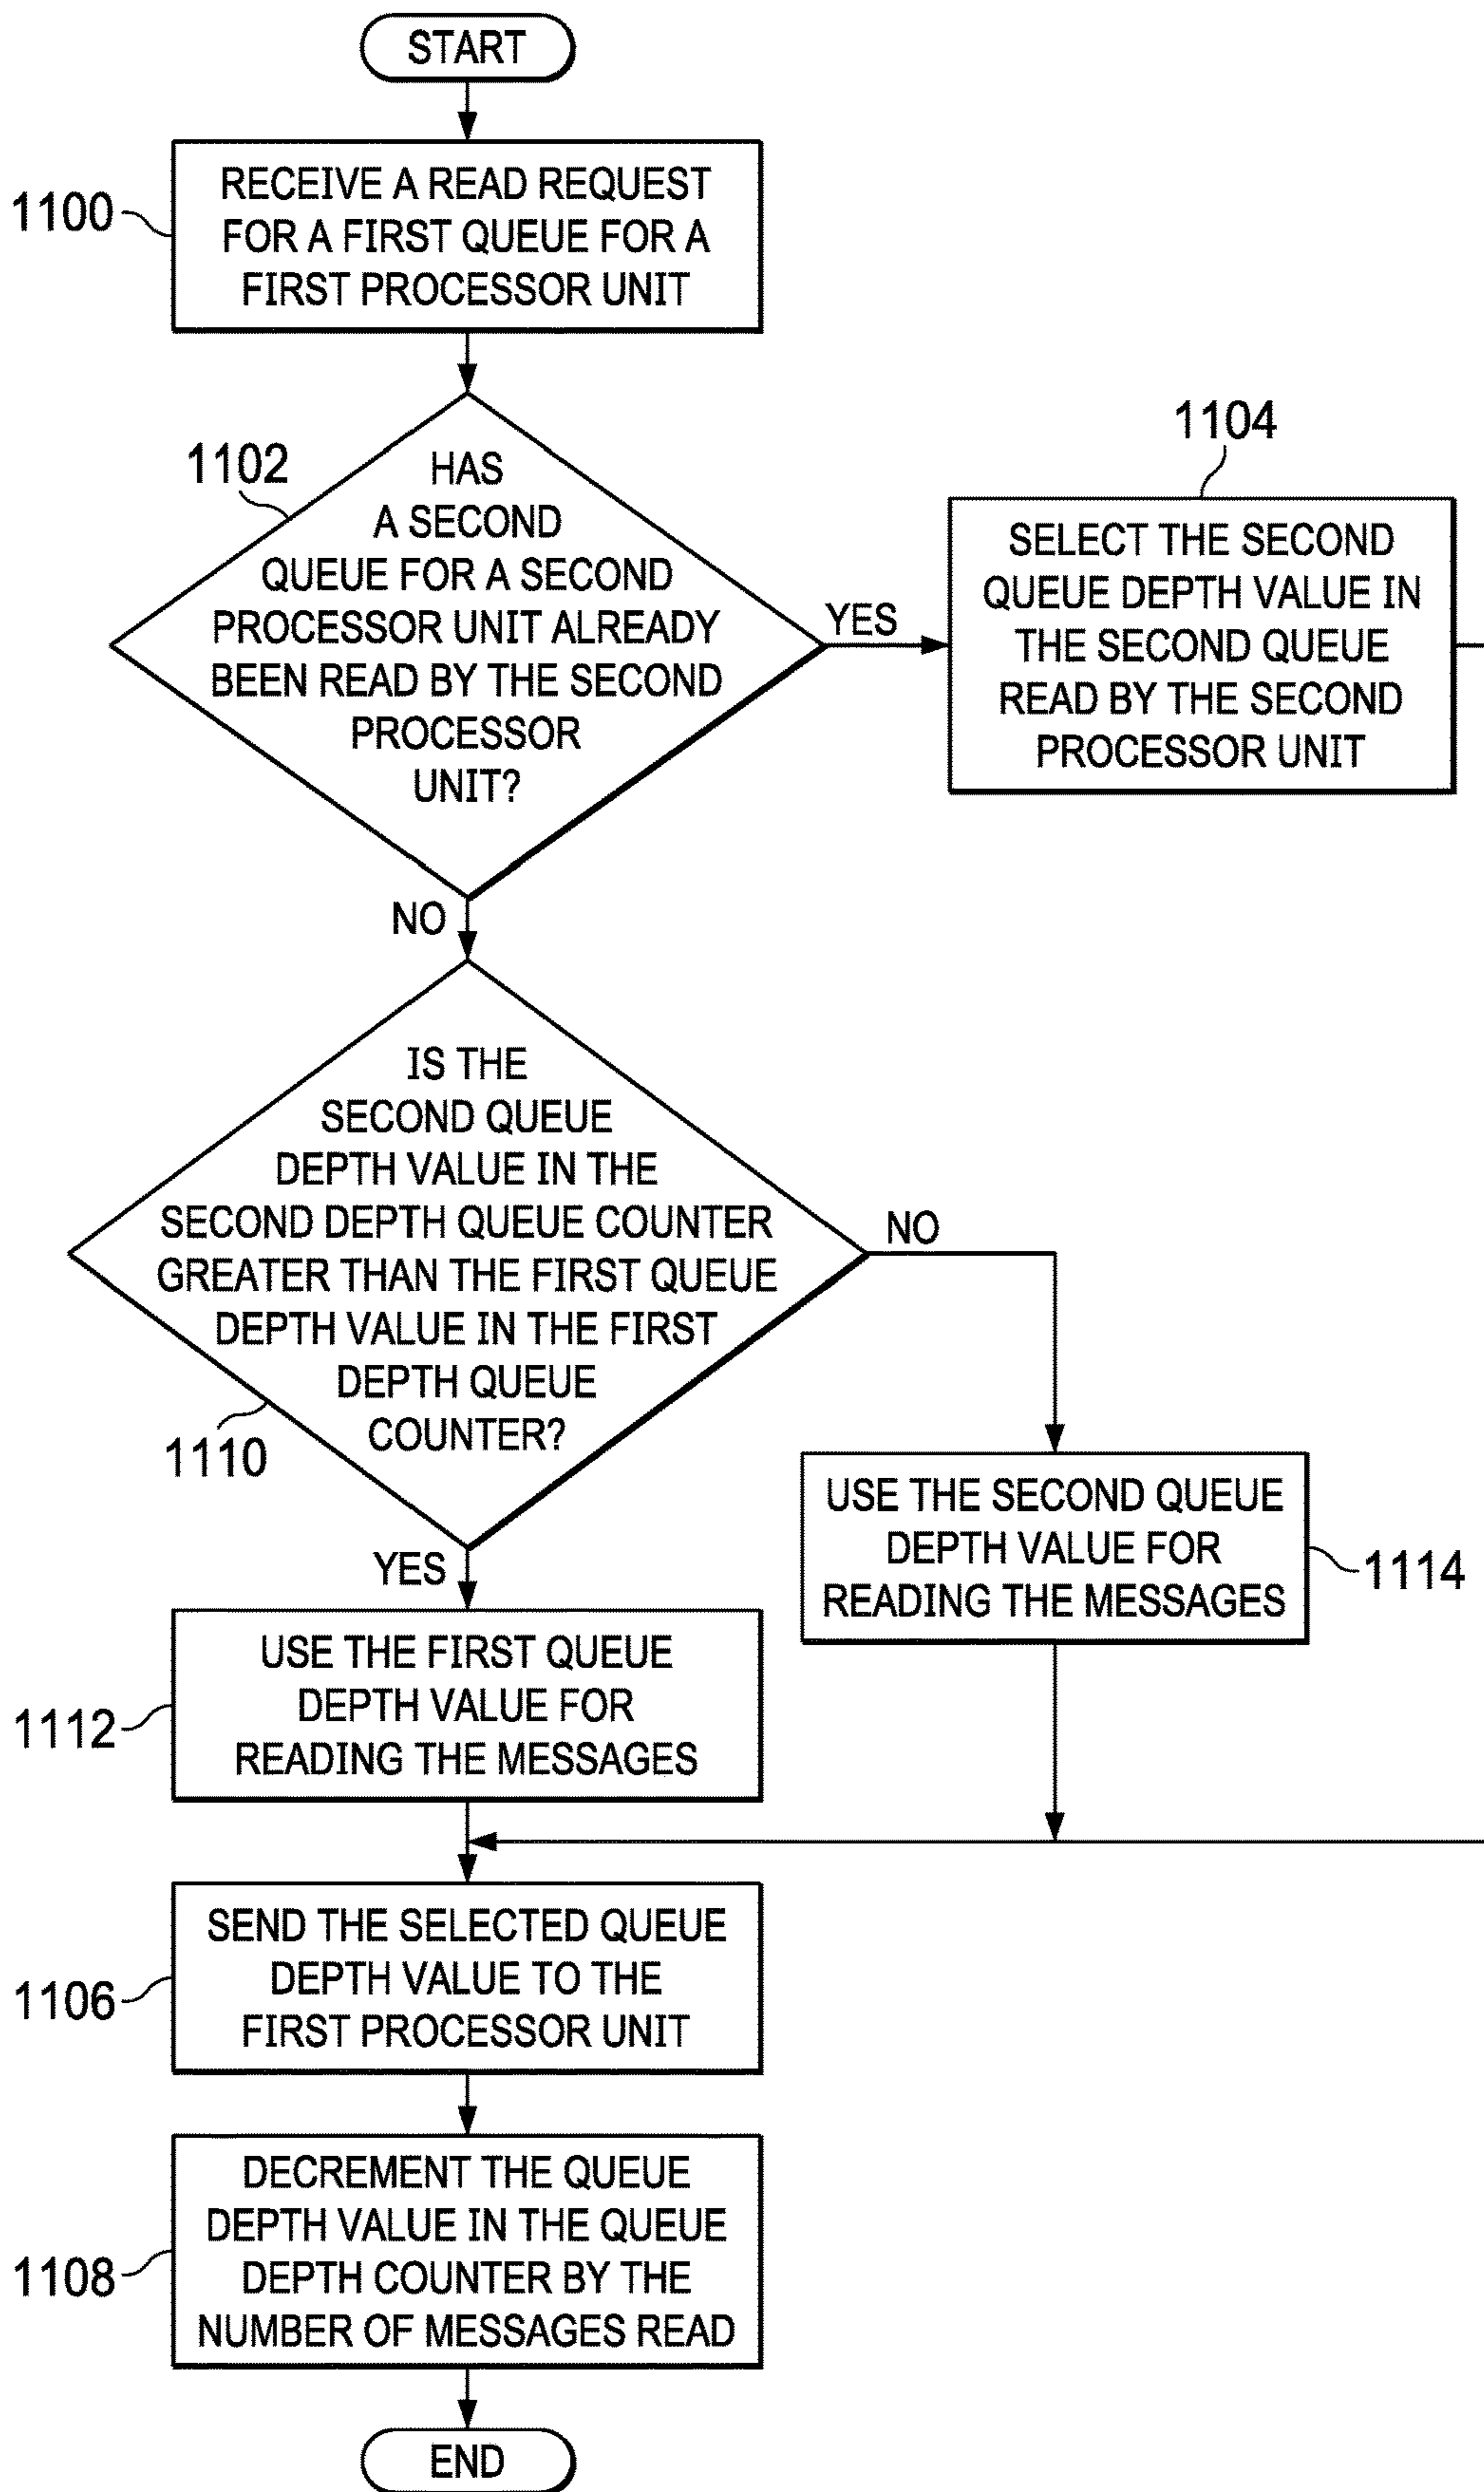 START
1100
RECEIVE A READ REQUEST
FOR A FIRST QUEUE FOR A
FIRST PROCESSOR UNIT
1102
HAS
A SECOND
QUEUE FOR A SECOND
PROCESSOR UNIT ALREADY
BEEN READ BY THE SECOND
PROCESSOR
UNIT?
YES
1104
SELECT THE SECOND
QUEUE DEPTH VALUE IN
THE SECOND QUEUE
READ BY THE SECOND
PROCESSOR UNIT
NO
IS THE
SECOND QUEUE
DEPTH VALUE IN THE
SECOND DEPTH QUEUE COUNTER
GREATER THAN THE FIRST QUEUE
DEPTH VALUE IN THE FIRST
DEPTH QUEUE
COUNTER?
1110
NO
USE THE SECOND QUEUE
DEPTH VALUE FOR
READING THE MESSAGES
1114
YES
USE THE FIRST QUEUE
DEPTH VALUE FOR
READING THE MESSAGES
1112
SEND THE SELECTED QUEUE
DEPTH VALUE TO THE
FIRST PROCESSOR UNIT
1106
DECREMENT THE QUEUE
DEPTH VALUE IN THE QUEUE
DEPTH COUNTER BY THE
NUMBER OF MESSAGES READ
1108
END